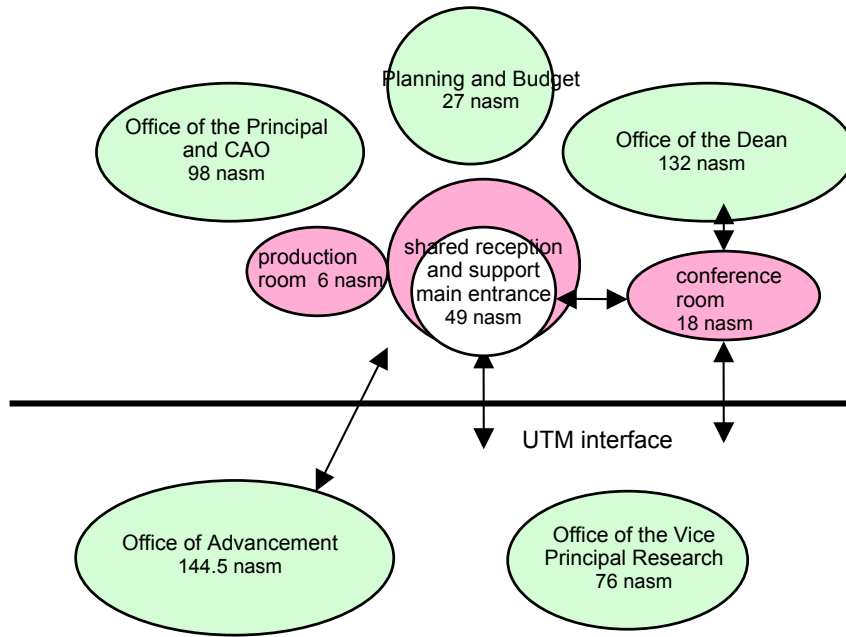 Planning and Budget
27 nasm
Office of the Principal
and CAO
98 nasm
Office of the Dean
132 nasm
production
room 6 nasm
shared reception
and support
main entrance
49 nasm
conference
room
18 nasm
UTM interface
Office of Advancement
144.5 nasm
Office of the Vice
Principal Research
76 nasm